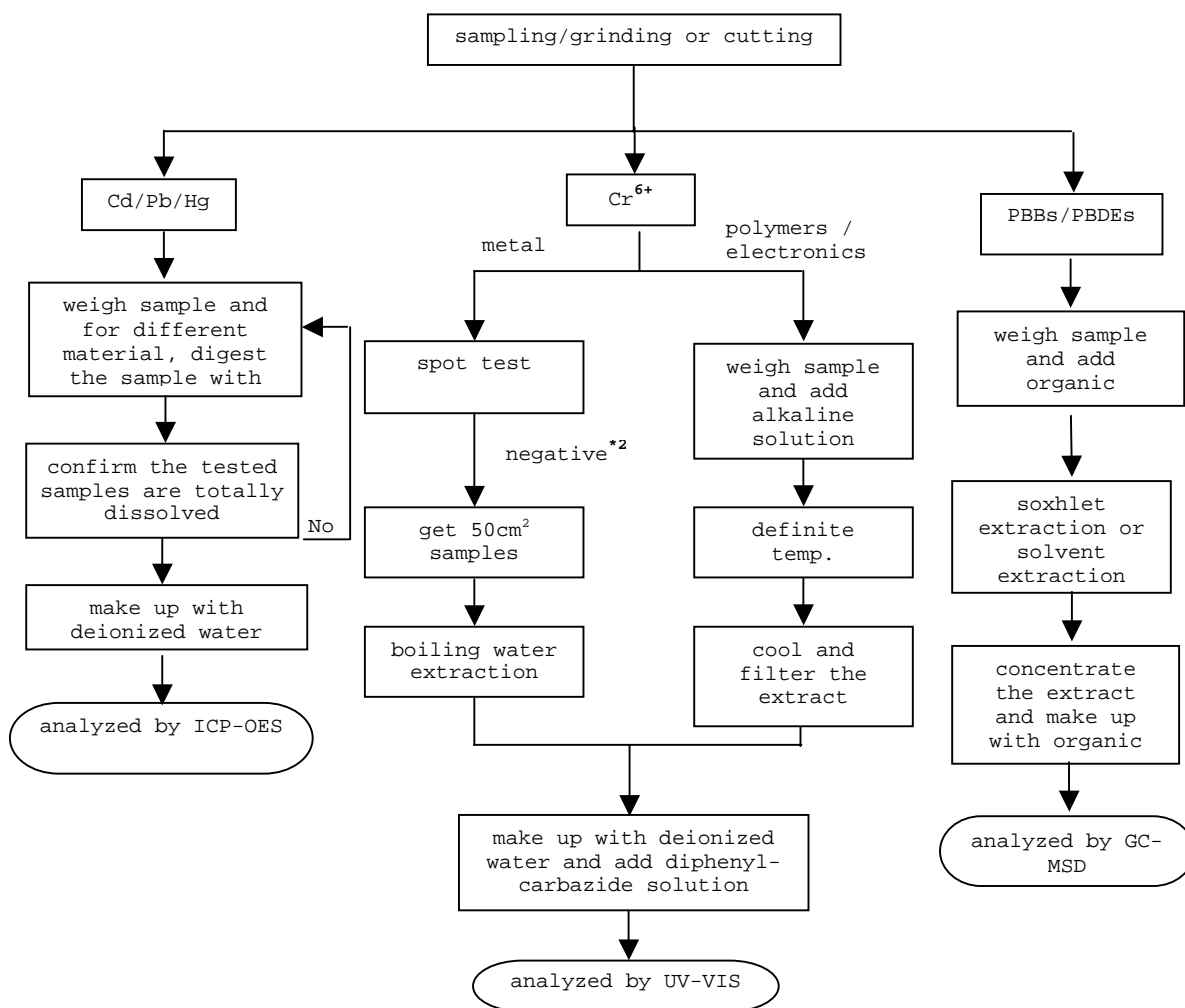 sampling/grinding or cutting
Cd/Pb/Hg
Cr⁶⁺
PBBs/PBDEs
metal
polymers /
electronics
weigh sample and
for different
material, digest
the sample with
confirm the tested
samples are totally
dissolved
No
make up with
deionized water
analyzed by ICP-OES
spot test
negative*²
get 50cm²
samples
boiling water
extraction
weigh sample
and add
alkaline
solution
definite
temp.
cool and
filter the
extract
make up with deionized
water and add diphenyl-
carbazide solution
analyzed by UV-VIS
weigh sample
and add
organic
soxhlet
extraction or
solvent
extraction
concentrate
the extract
and make up
with organic
analyzed by GC-
MSD